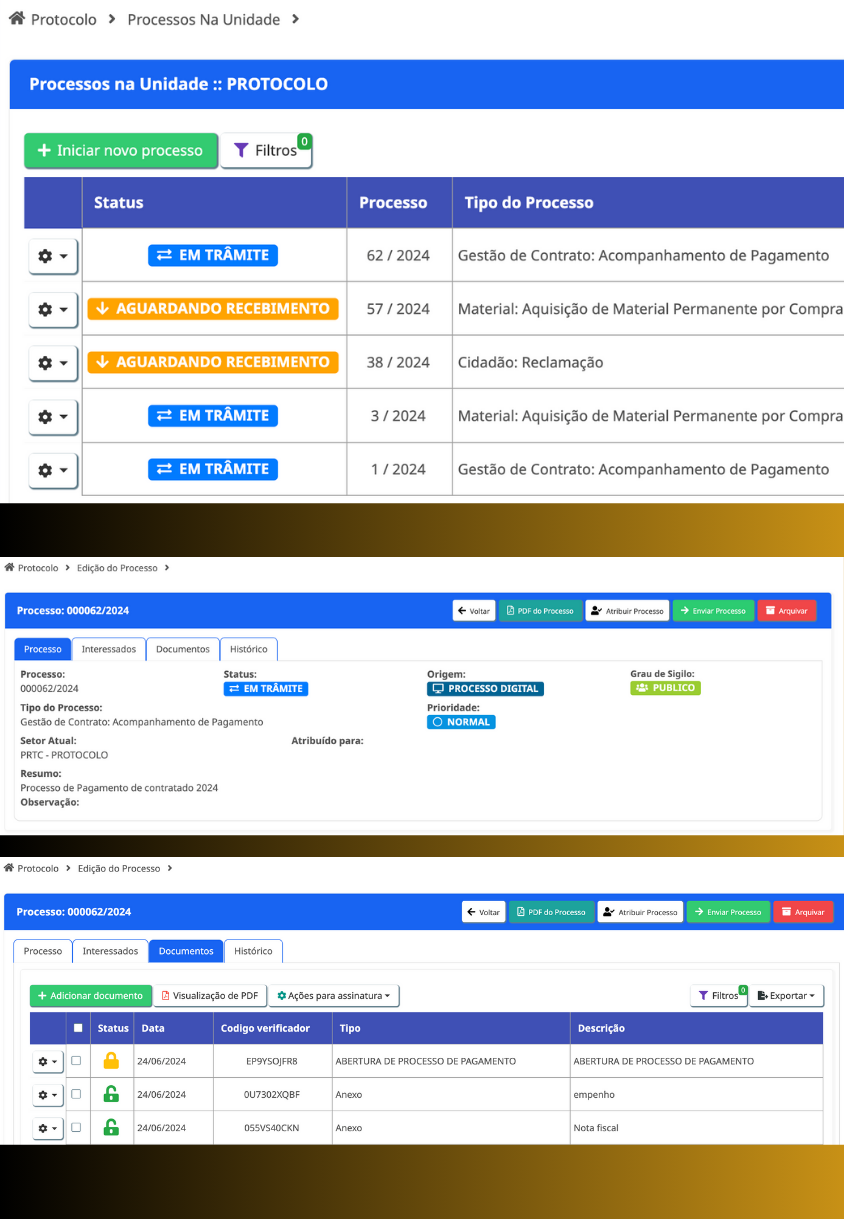 Protocolo > Processos Na Unidade >
Processos na Unidade :: PROTOCOLO
+ Iniciar novo processo Filtros 0
Status Processo Tipo do Processo
EM TRÂMITE 62 / 2024 Gestão de Contrato: Acompanhamento de Pagamento
AGUARDANDO RECEBIMENTO 57 / 2024 Material: Aquisição de Material Permanente por Compra
AGUARDANDO RECEBIMENTO 38 / 2024 Cidadão: Reclamação
EM TRÂMITE 3 / 2024 Material: Aquisição de Material Permanente por Compra
EM TRÂMITE 1 / 2024 Gestão de Contrato: Acompanhamento de Pagamento
Protocolo > Edição do Processo >
Processo: 000062/2024 Voltar PDF do Processo Atribuir Processo Enviar Processo Arquivar
Processo Interessados Documentos Histórico
Processo: Status: Origem: Grau de Sigilo:
000062/2024 EM TRÂMITE PROCESSO DIGITAL PUBLICO
Tipo do Processo: Prioridade:
Gestão de Contrato: Acompanhamento de Pagamento NORMAL
Setor Atual: Atribuído para:
PRTC - PROTOCOLO
Resumo:
Processo de Pagamento de contratado 2024
Observação:
Protocolo > Edição do Processo >
Processo: 000062/2024 Voltar PDF do Processo Atribuir Processo Enviar Processo Arquivar
Processo Interessados Documentos Histórico
+ Adicionar documento Visualização de PDF Ações para assinatura Filtros 0 Exportar
Status Data Codigo verificador Tipo Descrição
24/06/2024 EP9YSOJFR8 ABERTURA DE PROCESSO DE PAGAMENTO ABERTURA DE PROCESSO DE PAGAMENTO
24/06/2024 0U7302XQBF Anexo empenho
24/06/2024 055VS40CKN Anexo Nota fiscal